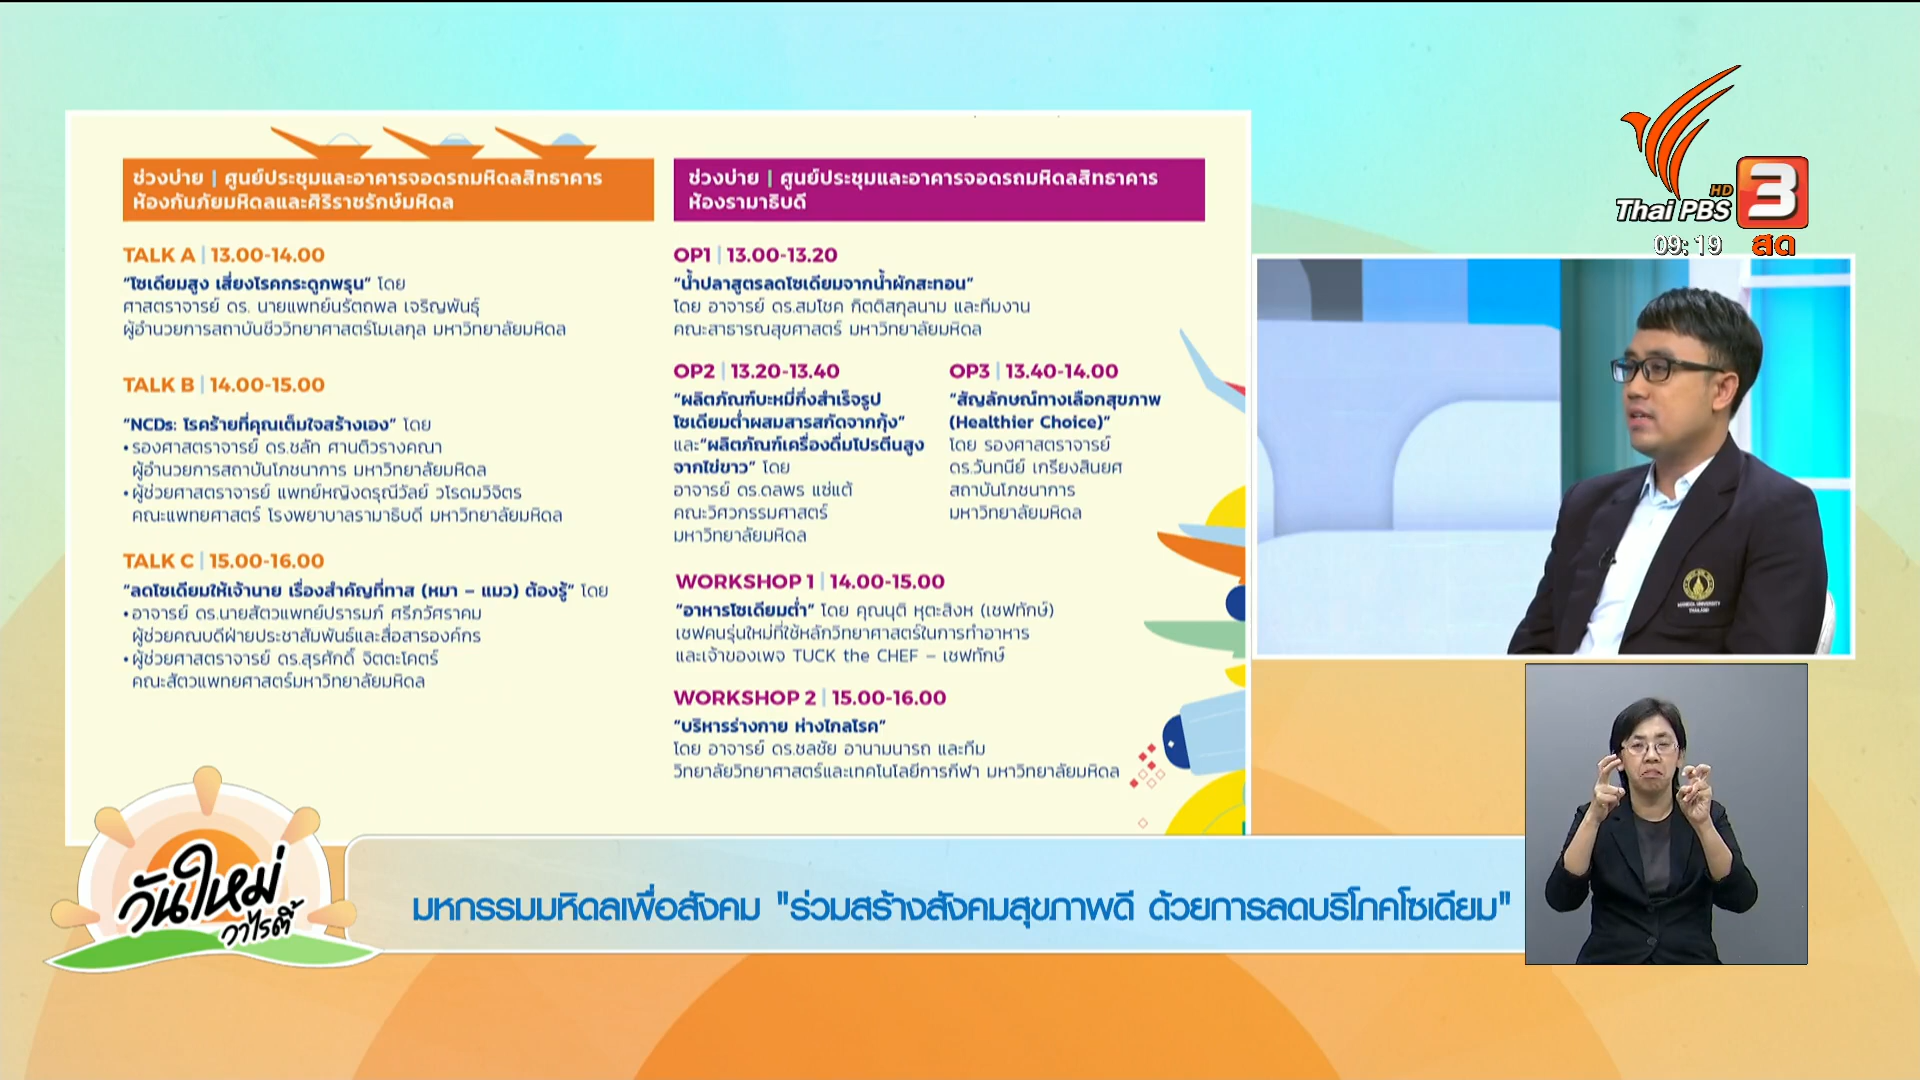 ช่วงบ่าย | ศูนย์ประชุมและอาคารจอดรถมหิดลสิทธาคาร
ห้องกันภัยมหิดลและศิริราชรักษ์มหิดล
TALK A | 13.00-14.00
“โซเดียมสูง เสี่ยงโรคกระดูกพรุน” โดย
ศาสตราจารย์ ดร. นายแพทย์นรัตถพล เจริญพันธุ์
ผู้อำนวยการสถาบันชีววิทยาศาสตร์โมเลกุล มหาวิทยาลัยมหิดล
TALK B | 14.00-15.00
“NCDs: โรคร้ายที่คุณเต็มใจสร้างเอง” โดย
• รองศาสตราจารย์ ดร.ชลัท ศานติวรางคณา
ผู้อำนวยการสถาบันโภชนาการ มหาวิทยาลัยมหิดล
• ผู้ช่วยศาสตราจารย์ แพทย์หญิงดรุณีวัลย์ วโรดมวิจิตร
คณะแพทยศาสตร์ โรงพยาบาลรามาธิบดี มหาวิทยาลัยมหิดล
TALK C | 15.00-16.00
“ลดโซเดียมให้เจ้านาย เรื่องสำคัญที่ทาส (หมา – แมว) ต้องรู้” โดย
• อาจารย์ ดร.นายสัตวแพทย์ปรารมภ์ ศรีภวัศราคม
ผู้ช่วยคณบดีฝ่ายประชาสัมพันธ์และสื่อสารองค์กร
• ผู้ช่วยศาสตราจารย์ ดร.สุรศักดิ์ จิตตะโคตร์
คณะสัตวแพทยศาสตร์มหาวิทยาลัยมหิดล
ช่วงบ่าย | ศูนย์ประชุมและอาคารจอดรถมหิดลสิทธาคาร
ห้องรามาธิบดี
OP1 | 13.00-13.20
“น้ำปลาสูตรลดโซเดียมจากน้ำผักสะทอน”
โดย อาจารย์ ดร.สมโชค กิตติสกุลนาม และทีมงาน
คณะสาธารณสุขศาสตร์ มหาวิทยาลัยมหิดล
OP2 | 13.20-13.40
“ผลิตภัณฑ์บะหมี่กึ่งสำเร็จรูป
โซเดียมต่ำผสมสารสกัดจากกุ้ง”
และ“ผลิตภัณฑ์เครื่องดื่มโปรตีนสูง
จากไข่ขาว” โดย
อาจารย์ ดร.ดลพร แซ่แต้
คณะวิศวกรรมศาสตร์
มหาวิทยาลัยมหิดล
OP3 | 13.40-14.00
“สัญลักษณ์ทางเลือกสุขภาพ
(Healthier Choice)”
โดย รองศาสตราจารย์
ดร.วันทนีย์ เกรียงสินยศ
สถาบันโภชนาการ
มหาวิทยาลัยมหิดล
WORKSHOP 1 | 14.00-15.00
“อาหารโซเดียมต่ำ” โดย คุณนุติ หุตะสิงห (เชฟทักษ์)
เชฟคนรุ่นใหม่ที่ใช้หลักวิทยาศาสตร์ในการทำอาหาร
และเจ้าของเพจ TUCK the CHEF – เชฟทักษ์
WORKSHOP 2 | 15.00-16.00
“บริหารร่างกาย ห่างไกลโรค”
โดย อาจารย์ ดร.ชลชัย อานามนารถ และทีม
วิทยาลัยวิทยาศาสตร์และเทคโนโลยีการกีฬา มหาวิทยาลัยมหิดล
Thai PBS HD 3
09:19 สด
MAHIDOL UNIVERSITY
THAILAND
วันใหม่
วาไรตี้
มหกรรมมหิดลเพื่อสังคม "ร่วมสร้างสังคมสุขภาพดี ด้วยการลดบริโภคโซเดียม"